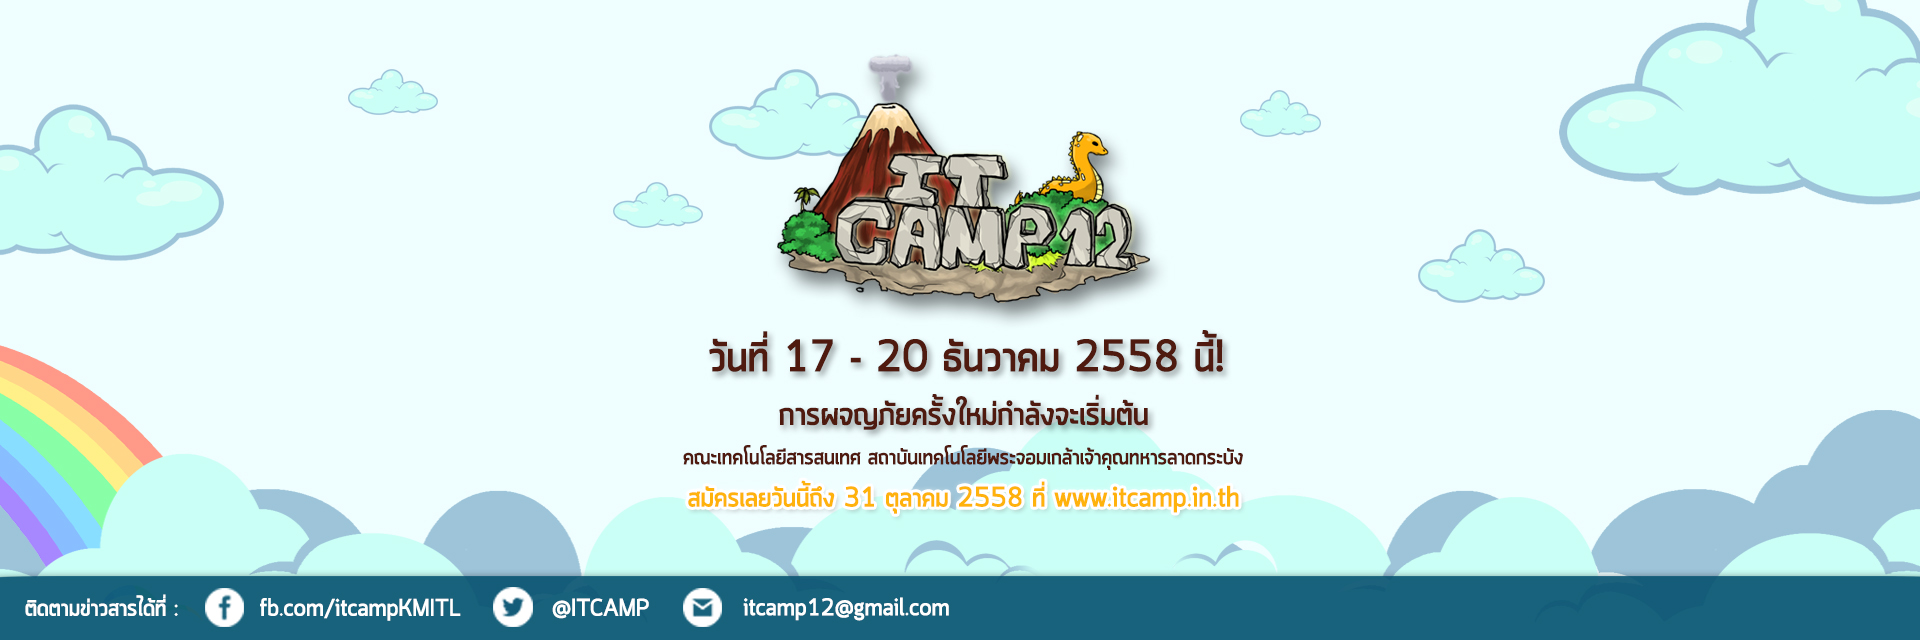 IT
CAMP12
วันที่ 17 - 20 ธันวาคม 2558 นี้!
การผจญภัยครั้งใหม่กำลังจะเริ่มต้น
คณะเทคโนโลยีสารสนเทศ สถาบันเทคโนโลยีพระจอมเกล้าเจ้าคุณทหารลาดกระบัง
สมัครเลยวันนี้ถึง 31 ตุลาคม 2558 ที่ www.itcamp.in.th
ติดตามข่าวสารได้ที่ : fb.com/itcampKMITL @ITCAMP itcamp12@gmail.com